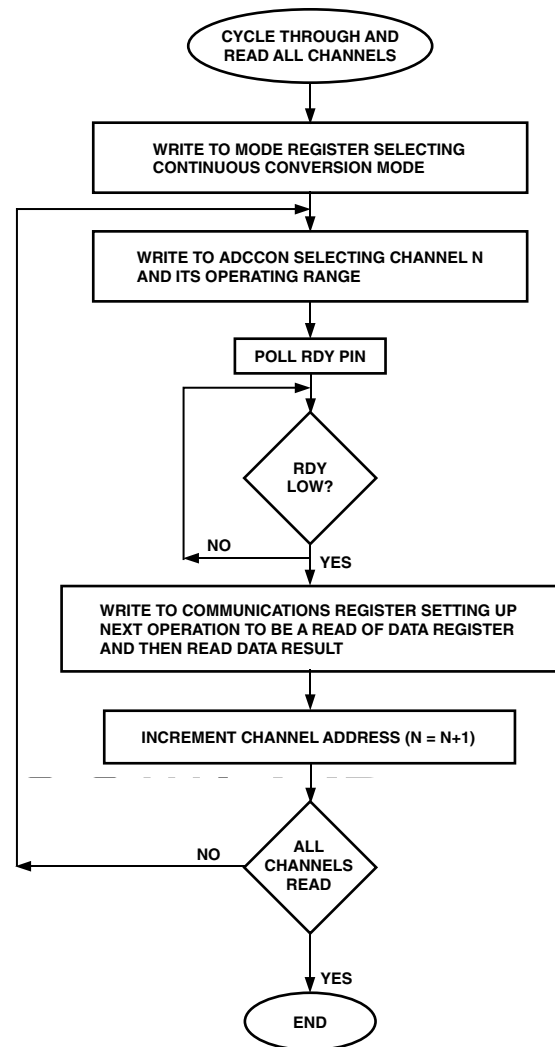 CYCLE THROUGH AND
READ ALL CHANNELS
WRITE TO MODE REGISTER SELECTING
CONTINUOUS CONVERSION MODE
WRITE TO ADCCON SELECTING CHANNEL N
AND ITS OPERATING RANGE
POLL RDY PIN
RDY
LOW?
NO
YES
WRITE TO COMMUNICATIONS REGISTER SETTING UP
NEXT OPERATION TO BE A READ OF DATA REGISTER
AND THEN READ DATA RESULT
INCREMENT CHANNEL ADDRESS (N = N+1)
ALL
CHANNELS
READ
NO
YES
END